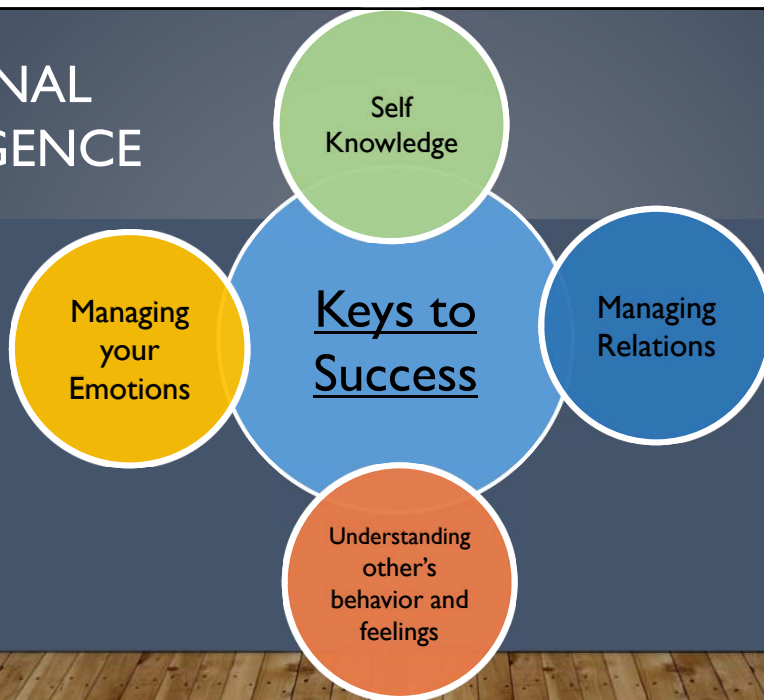 NAL
GENCE
Self
Knowledge
Managing
your
Emotions
Keys to
Success
Managing
Relations
Understanding
other's
behavior and
feelings